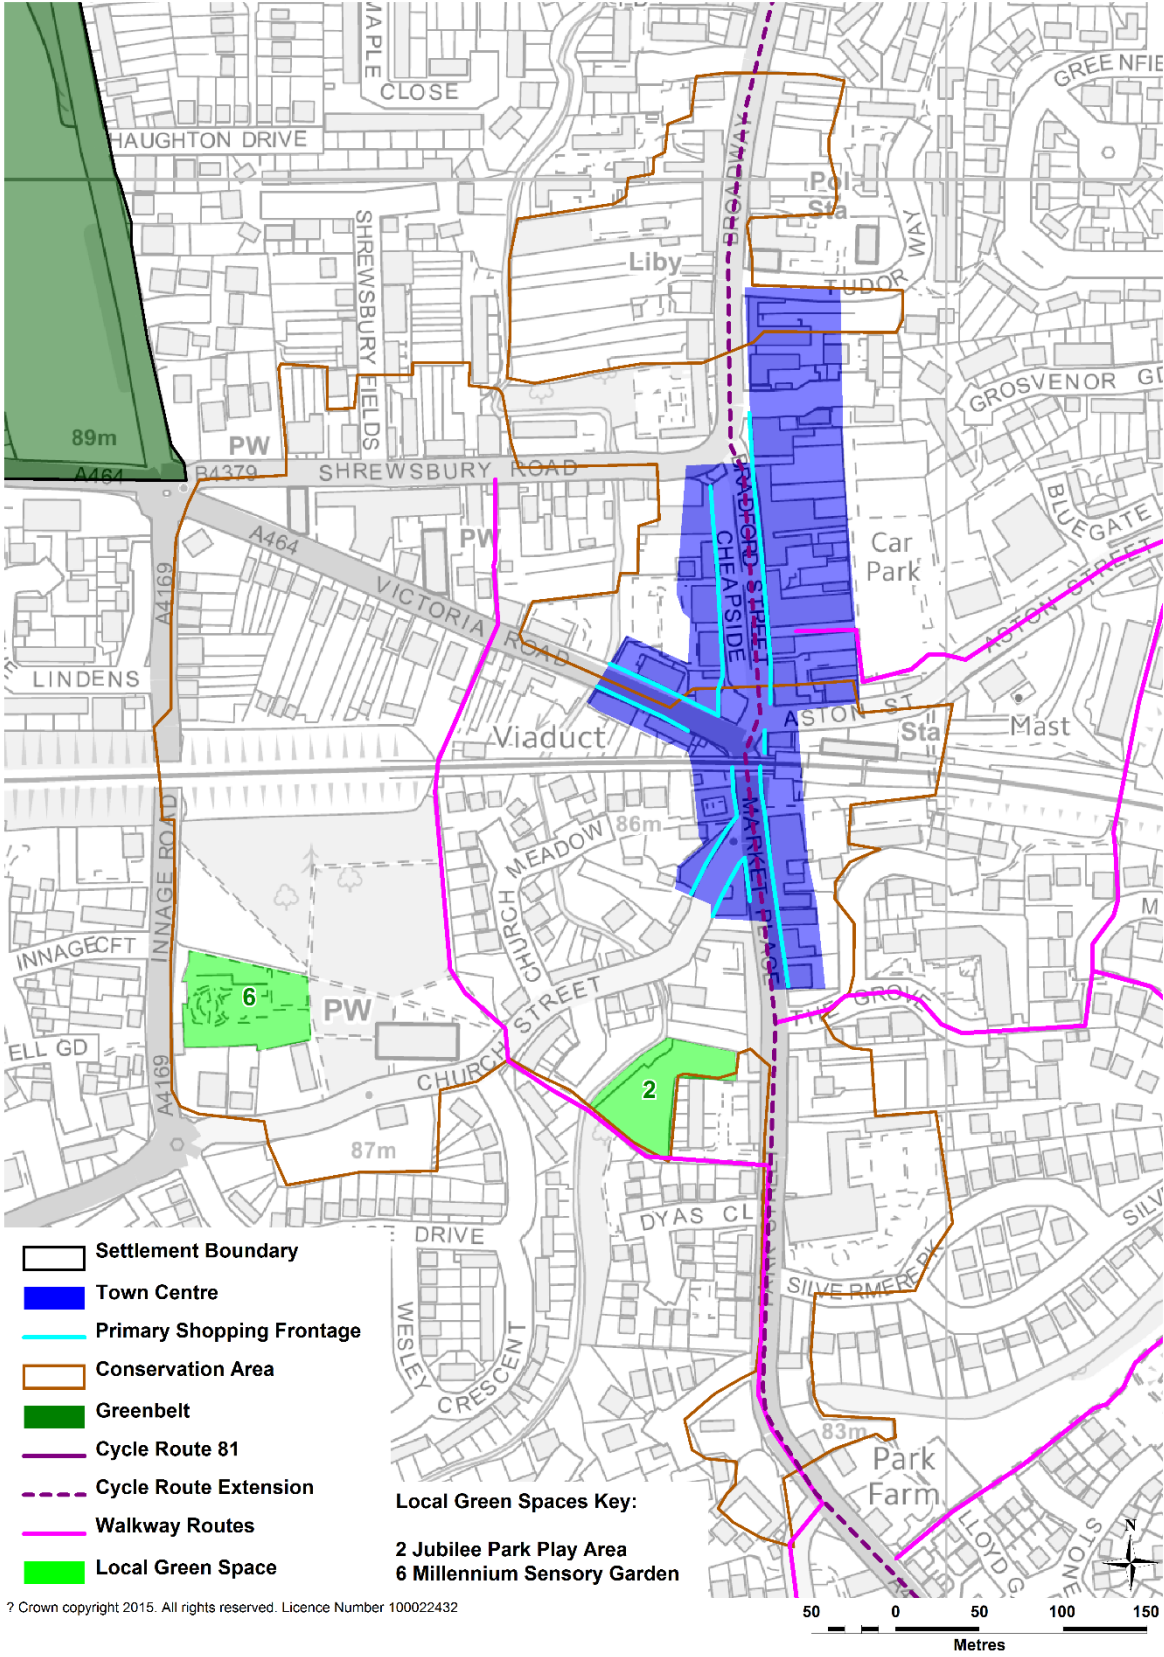 MAPLE
CLOSE
GREENFIE
HAUGHTON DRIVE
BROADWAY
Pol
Sta
SHREWSBURY FIELDS
WAY
Liby
TUDOR
GROSVENOR GD
89m
PW
A464
B4379
SHREWSBURY ROAD
BLUEGATE
A464
PW
RADFORD STREET
CHEAPSIDE
Car
Park
ASTON STREET
A4169
VICTORIA ROAD
LINDENS
ASTON ST
Sta
Mast
Viaduct
INNAGE ROAD
86m
MARKET PLACE
CHURCH MEADOW
M
INNAGECFT
6
PW
STREET
THE GROVE
ELL GD
A4169
CHURCH
2
87m
DYAS CL
SILV
DRIVE
SILVERMERE PK
WESLEY
CRESCENT
83m
Park
Farm
LLOYD G
STONE
Settlement Boundary
Town Centre
Primary Shopping Frontage
Conservation Area
Greenbelt
Cycle Route 81
Cycle Route Extension
Walkway Routes
Local Green Space
Local Green Spaces Key:
2 Jubilee Park Play Area
6 Millennium Sensory Garden
N
? Crown copyright 2015. All rights reserved. Licence Number 100022432
50 0 50 100 150
Metres